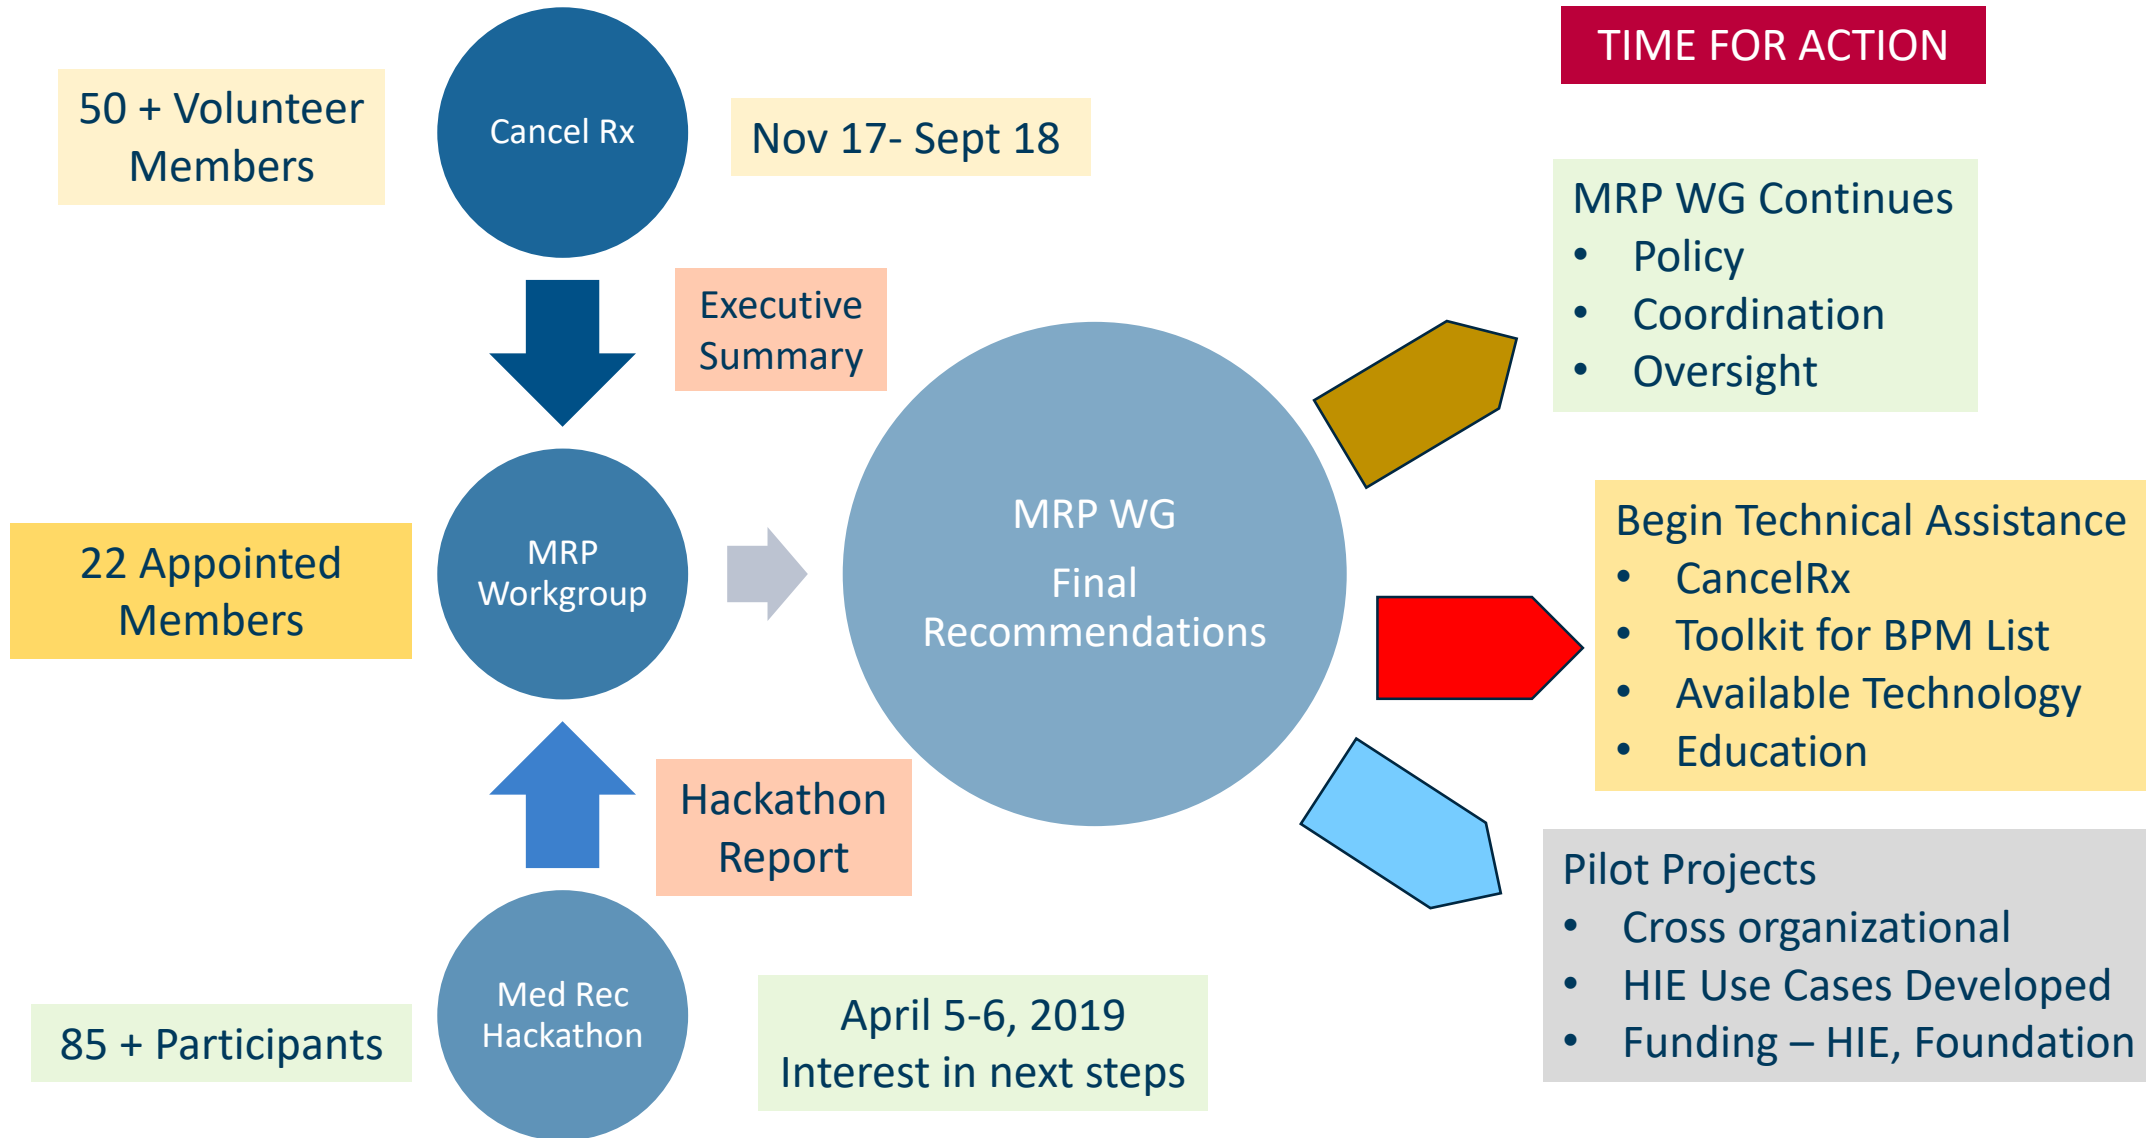 50 + Volunteer
Members
Cancel Rx
Nov 17- Sept 18
Executive
Summary
22 Appointed
Members
MRP
Workgroup
Hackathon
Report
85 + Participants
Med Rec
Hackathon
April 5-6, 2019
Interest in next steps
MRP WG
Final
Recommendations
TIME FOR ACTION
MRP WG Continues
• Policy
• Coordination
• Oversight
Begin Technical Assistance
• CancelRx
• Toolkit for BPM List
• Available Technology
• Education
Pilot Projects
• Cross organizational
• HIE Use Cases Developed
• Funding – HIE, Foundation